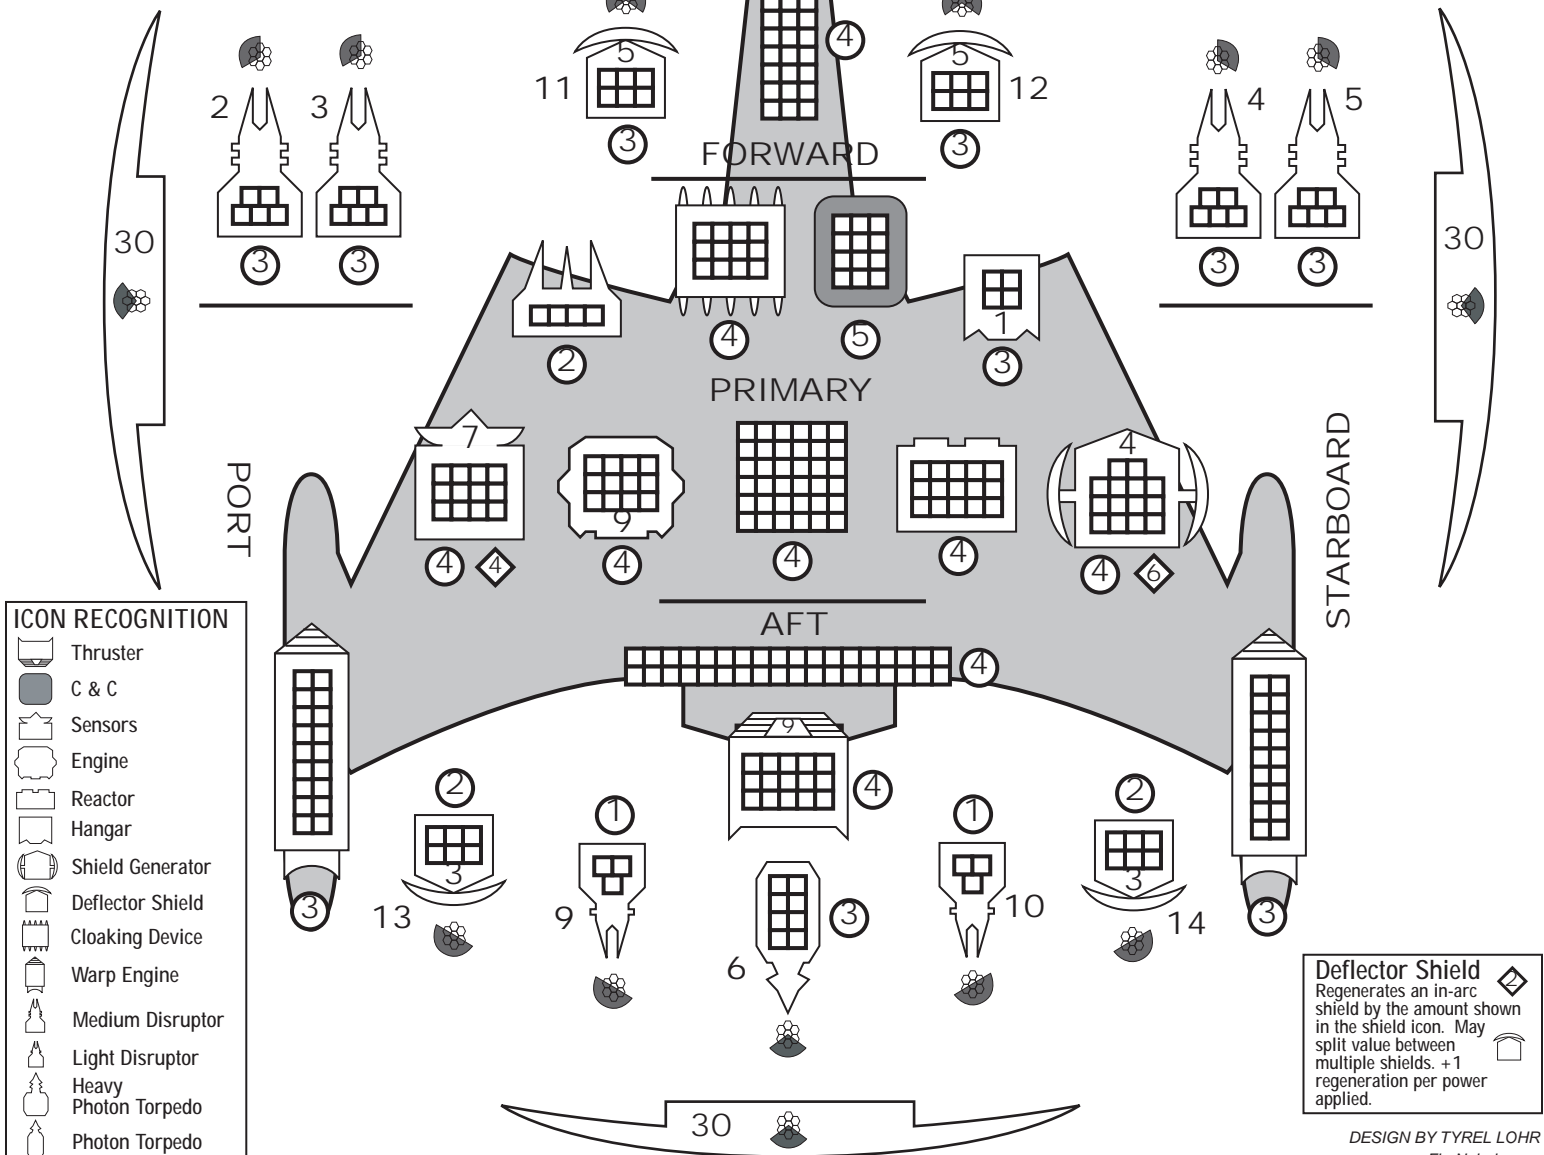 4
5
5
11
12
2
3
4
5
3
3
FORWARD
30
30
3
3
3
3
4
5
1
2
3
PRIMARY
7
4
9
PORT
STARBOARD
4
4
4
4
4
4
6
AFT
4
ICON RECOGNITION
Thruster
C & C
Sensors
Engine
Reactor
Hangar
Shield Generator
Deflector Shield
Cloaking Device
Warp Engine
Medium Disruptor
Light Disruptor
Heavy
Photon Torpedo
Photon Torpedo
9
4
2
1
1
2
3
3
3
3
13
9
6
3
10
14
30
Deflector Shield
2
Regenerates an in-arc
shield by the amount shown
in the shield icon. May
split value between
multiple shields. +1
regeneration per power
applied.
DESIGN BY TYREL LOHR